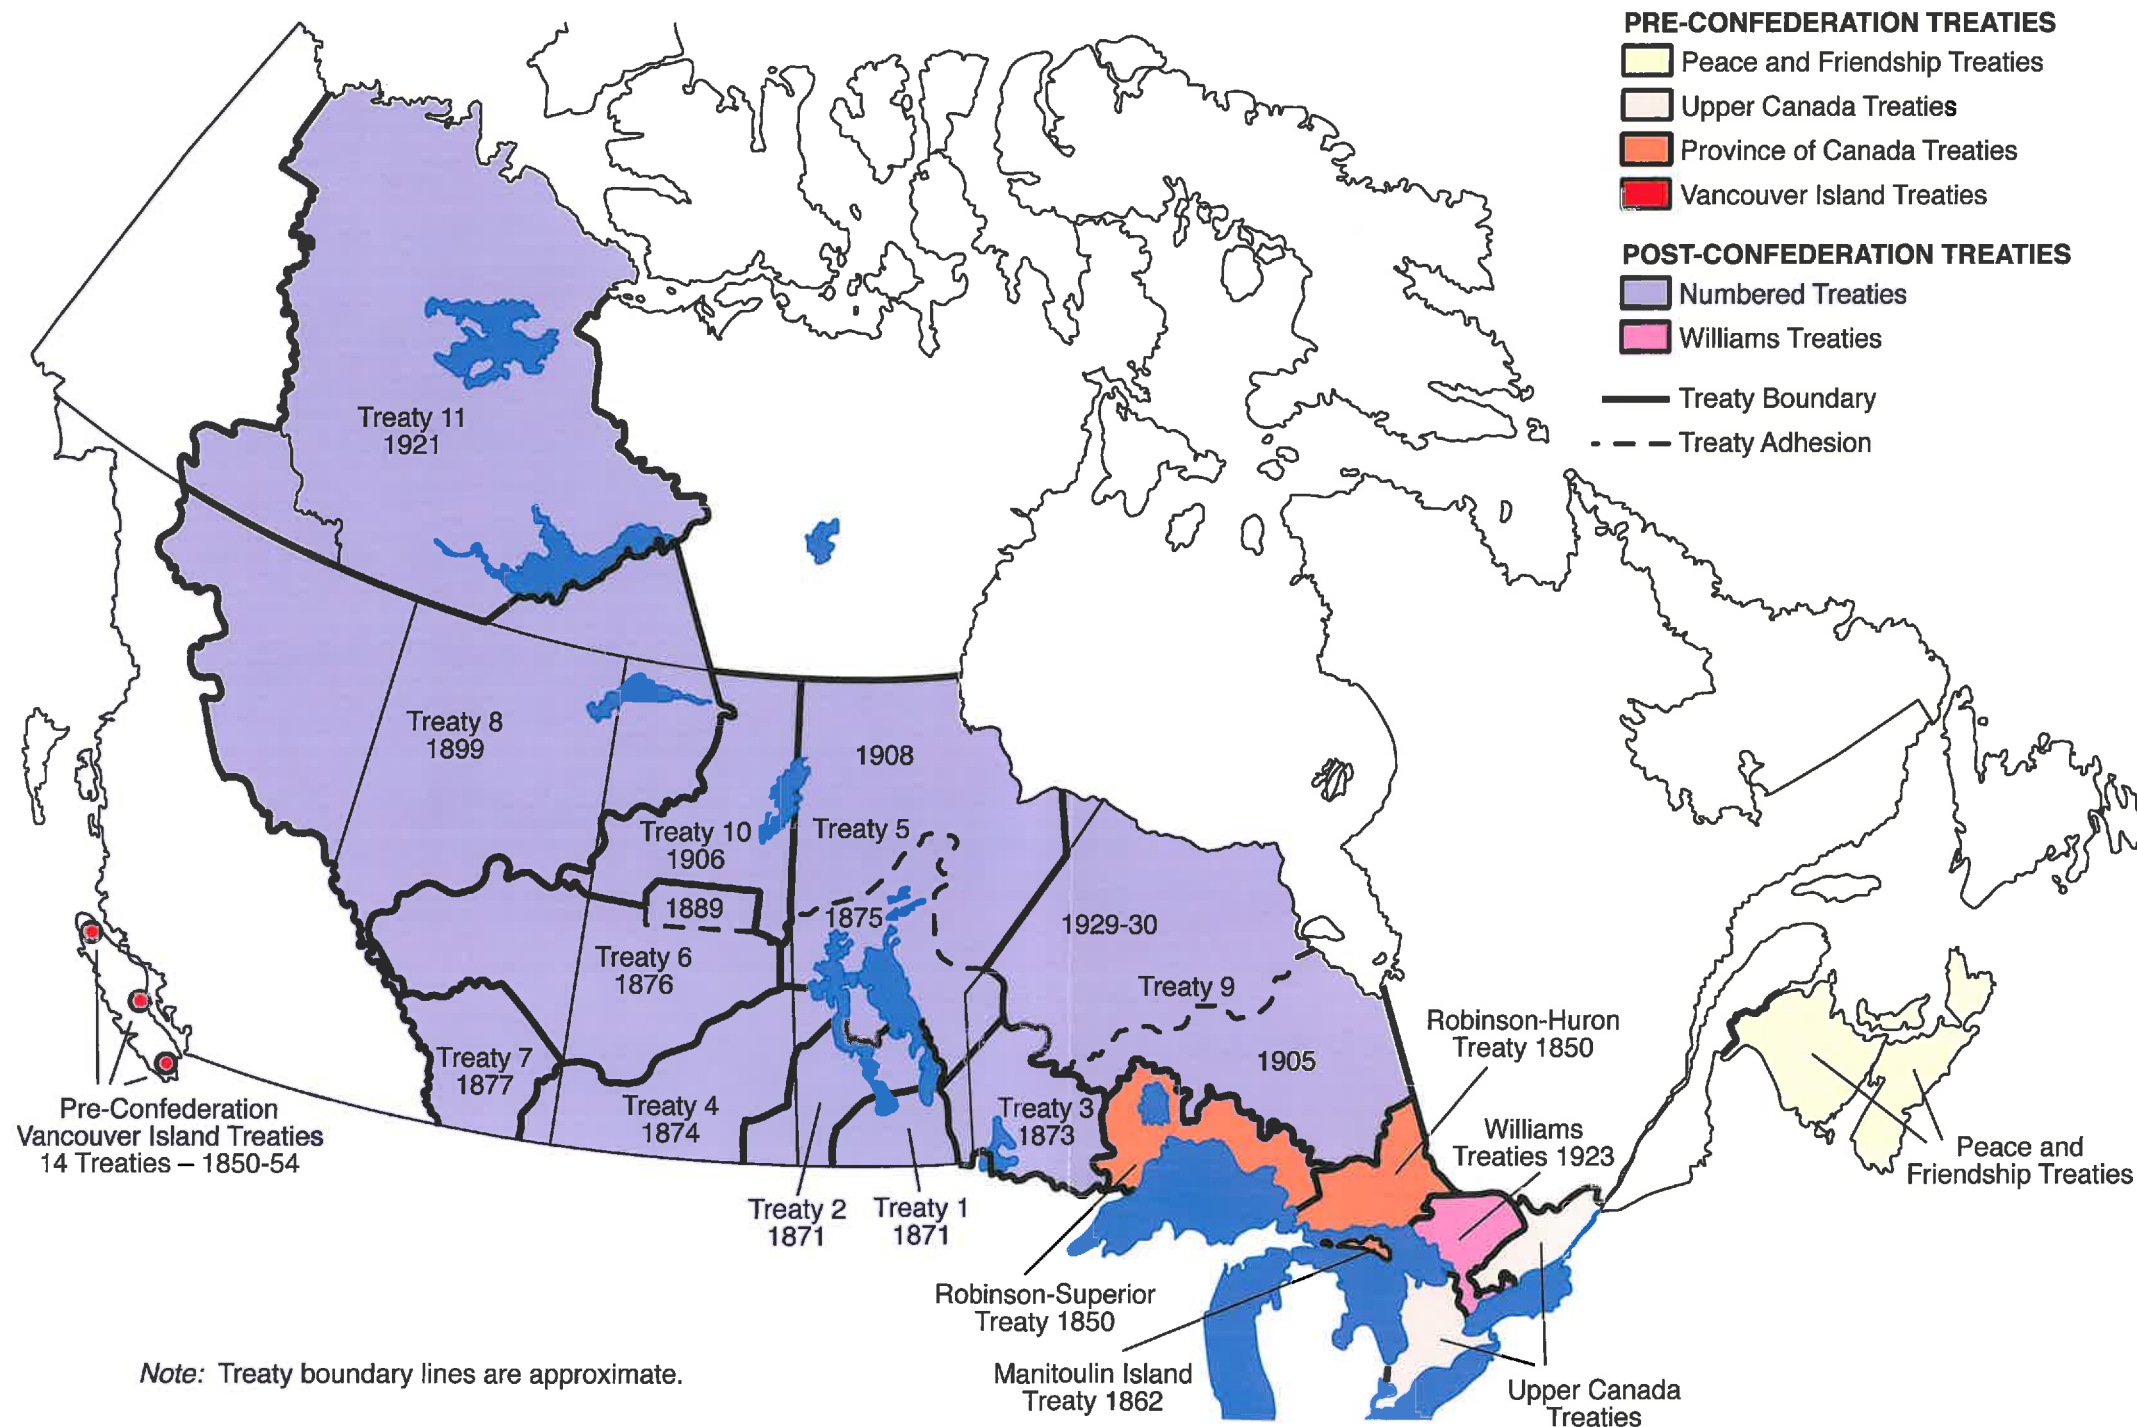 PRE-CONFEDERATION TREATIES
Peace and Friendship Treaties
Upper Canada Treaties
Province of Canada Treaties
Vancouver Island Treaties
POST-CONFEDERATION TREATIES
Numbered Treaties
Williams Treaties
Treaty Boundary
Treaty Adhesion
Treaty 11
1921
Treaty 8
1899
1908
Treaty 10
1906
Treaty 5
1889
1875
1929-30
Treaty 6
1876
Treaty 9
1905
Treaty 7
1877
Treaty 4
1874
Treaty 3
1873
Robinson-Huron
Treaty 1850
Williams
Treaties 1923
Peace and
Friendship Treaties
Pre-Confederation
Vancouver Island Treaties
14 Treaties – 1850-54
Treaty 2
1871
Treaty 1
1871
Robinson-Superior
Treaty 1850
Manitoulin Island
Treaty 1862
Upper Canada
Treaties
Note: Treaty boundary lines are approximate.